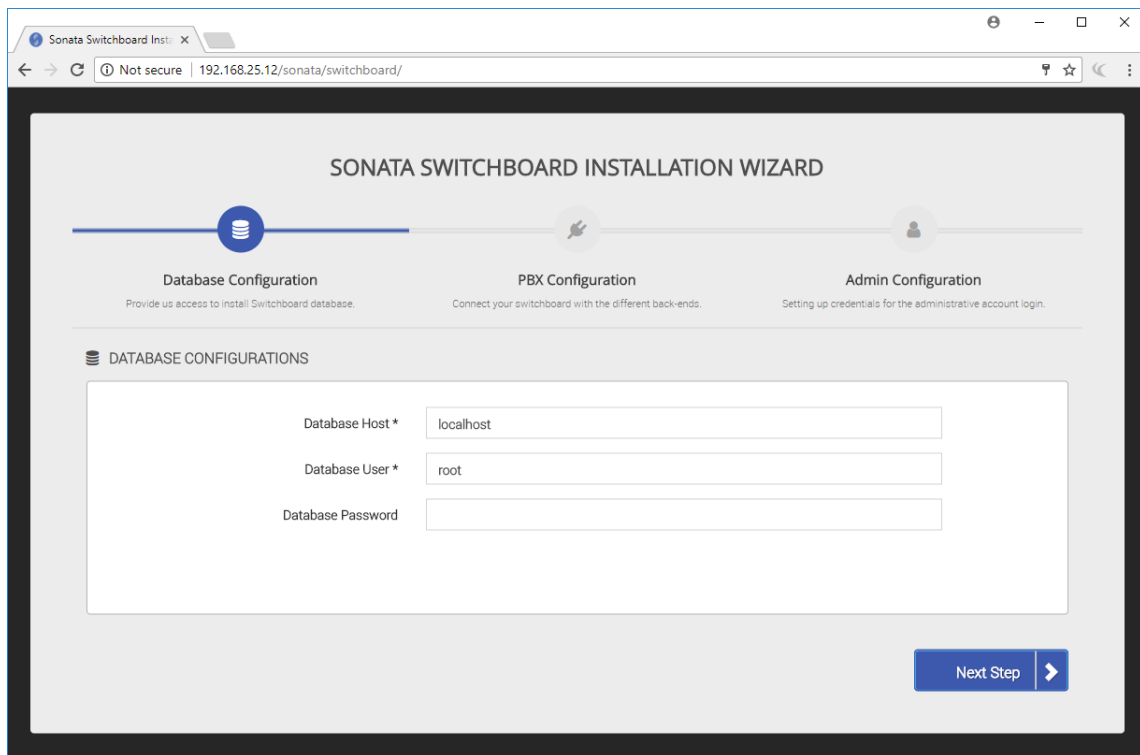 Sonata Switchboard Insta
Not secure 192.168.25.12/sonata/switchboard/
SONATA SWITCHBOARD INSTALLATION WIZARD
Database Configuration PBX Configuration Admin Configuration
Provide us access to install Switchboard database. Connect your switchboard with the different back-ends. Setting up credentials for the administrative account login.
DATABASE CONFIGURATIONS
Database Host * localhost
Database User * root
Database Password
Next Step